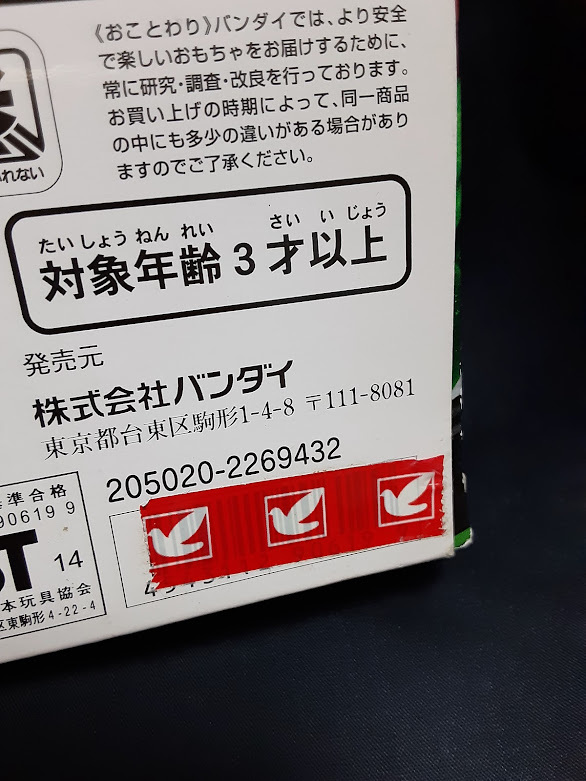 《おことわり》バンダイでは、より安全
で楽しいおもちゃをお届けするために、
常に研究・調査・改良を行っております。
お買い上げの時期によって、同一商品
の中にも多少の違いがある場合があり
ますのでご了承ください。
れない
たいしょう ねん れい さい い じょう
対象年齢3才以上
発売元
株式会社バンダイ
東京都台東区駒形1-4-8 〒111-8081
205020-2269432
準合格
90619 9
ST 14
本玩具協会
区東駒形4-22-4